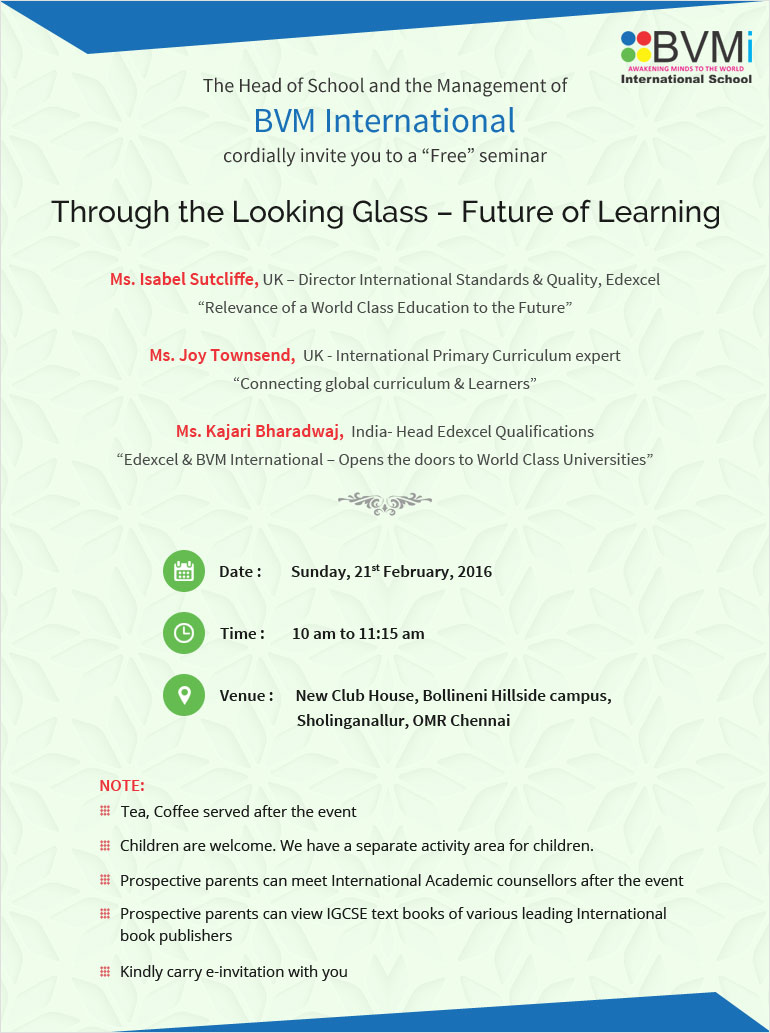 BVMi
AWAKENING MINDS TO THE WORLD
International School
The Head of School and the Management of
BVM International
cordially invite you to a “Free” seminar
Through the Looking Glass – Future of Learning
Ms. Isabel Sutcliffe, UK – Director International Standards & Quality, Edexcel
“Relevance of a World Class Education to the Future”
Ms. Joy Townsend, UK - International Primary Curriculum expert
“Connecting global curriculum & Learners”
Ms. Kajari Bharadwaj, India- Head Edexcel Qualifications
“Edexcel & BVM International – Opens the doors to World Class Universities”
Date : Sunday, 21st February, 2016
Time : 10 am to 11:15 am
Venue : New Club House, Bollineni Hillside campus,
Sholinganallur, OMR Chennai
NOTE:
Tea, Coffee served after the event
Children are welcome. We have a separate activity area for children.
Prospective parents can meet International Academic counsellors after the event
Prospective parents can view IGCSE text books of various leading International
book publishers
Kindly carry e-invitation with you